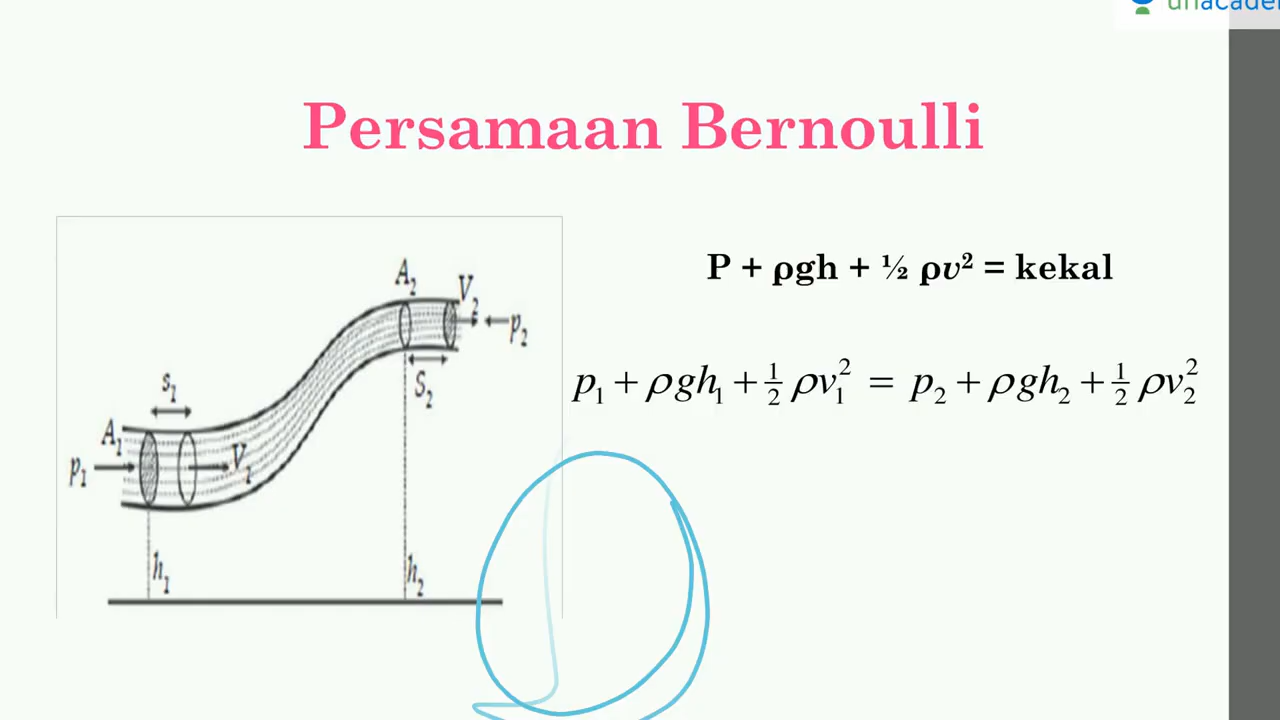 unacadem
Persamaan Bernoulli
P + ρgh + ½ ρv² = kekal
p₁ + ρgh₁ + ½ ρv₁² = p₂ + ρgh₂ + ½ ρv₂²
A₂
V₂
p₂
s₁
S₂
A₁
p₁
V₁
h₁
h₂